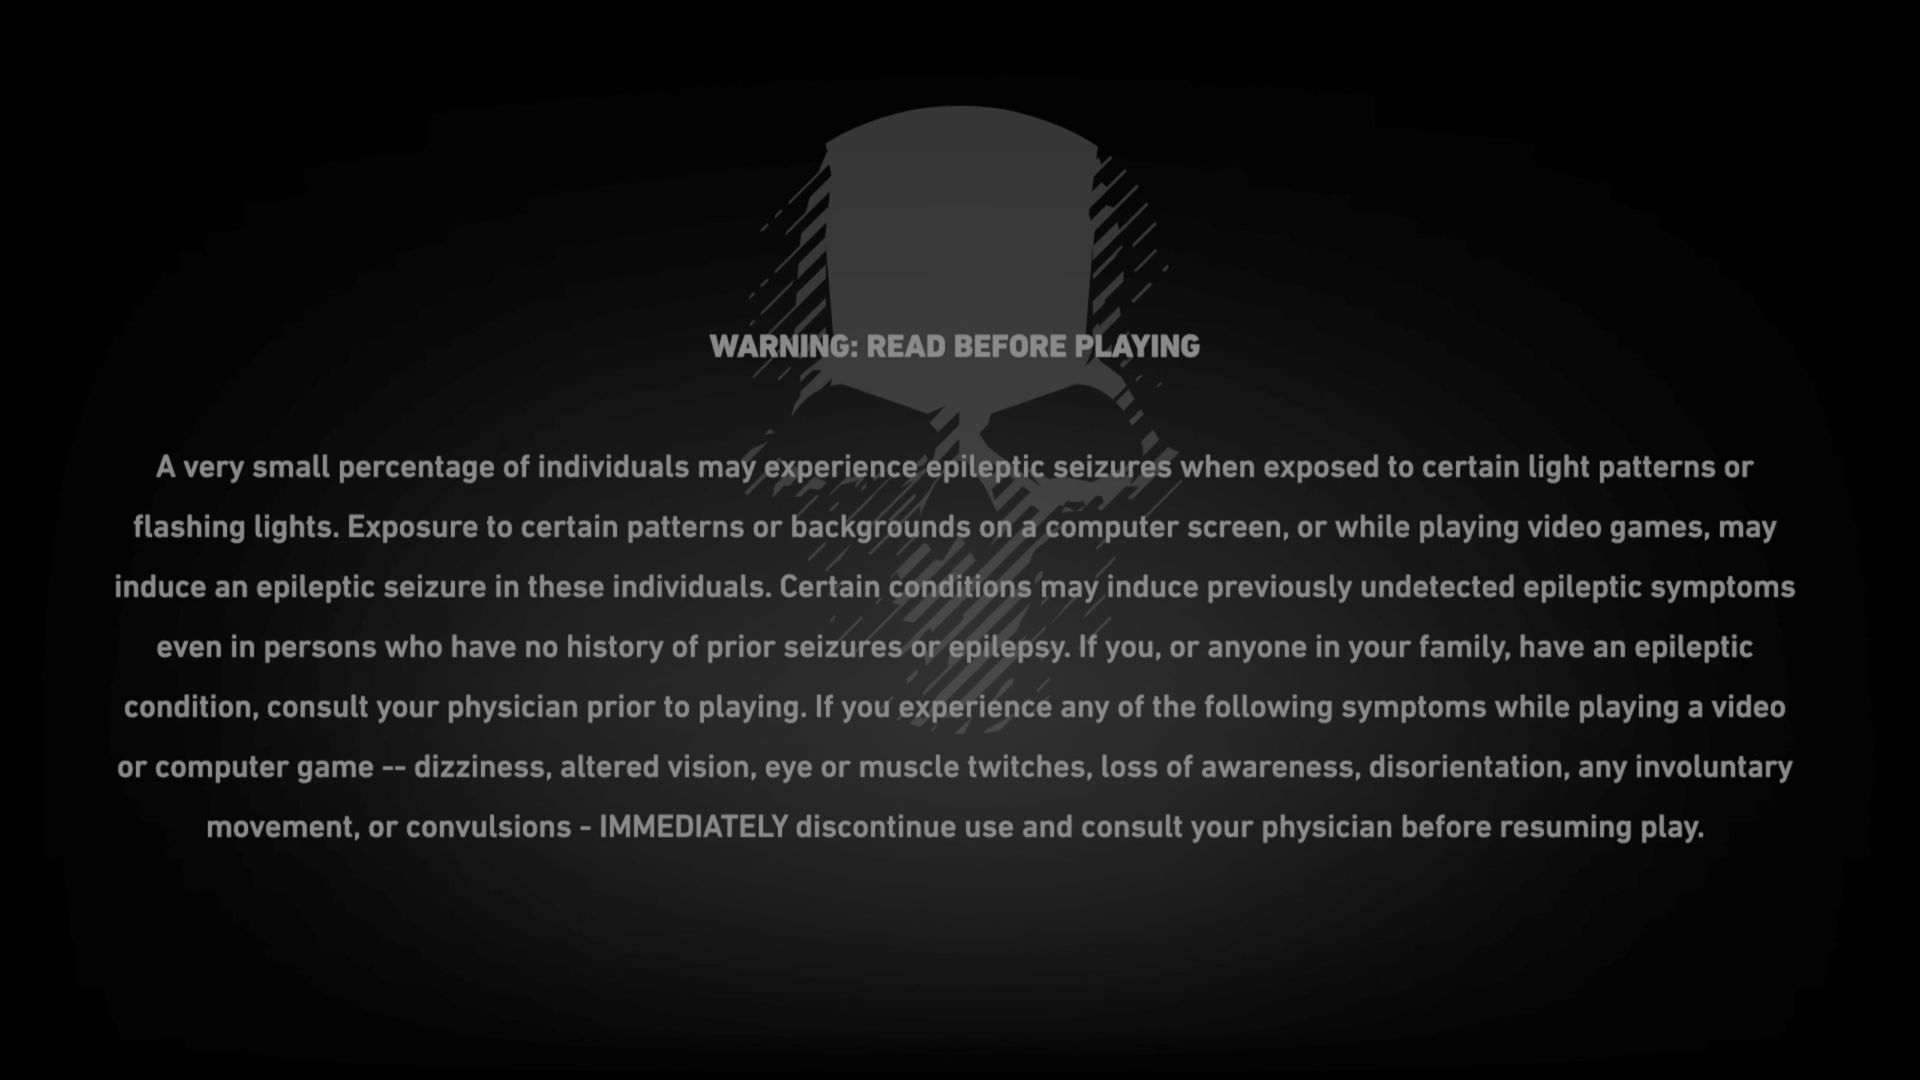 WARNING: READ BEFORE PLAYING
A very small percentage of individuals may experience epileptic seizures when exposed to certain light patterns or
flashing lights. Exposure to certain patterns or backgrounds on a computer screen, or while playing video games, may
induce an epileptic seizure in these individuals. Certain conditions may induce previously undetected epileptic symptoms
even in persons who have no history of prior seizures or epilepsy. If you, or anyone in your family, have an epileptic
condition, consult your physician prior to playing. If you experience any of the following symptoms while playing a video
or computer game -- dizziness, altered vision, eye or muscle twitches, loss of awareness, disorientation, any involuntary
movement, or convulsions - IMMEDIATELY discontinue use and consult your physician before resuming play.